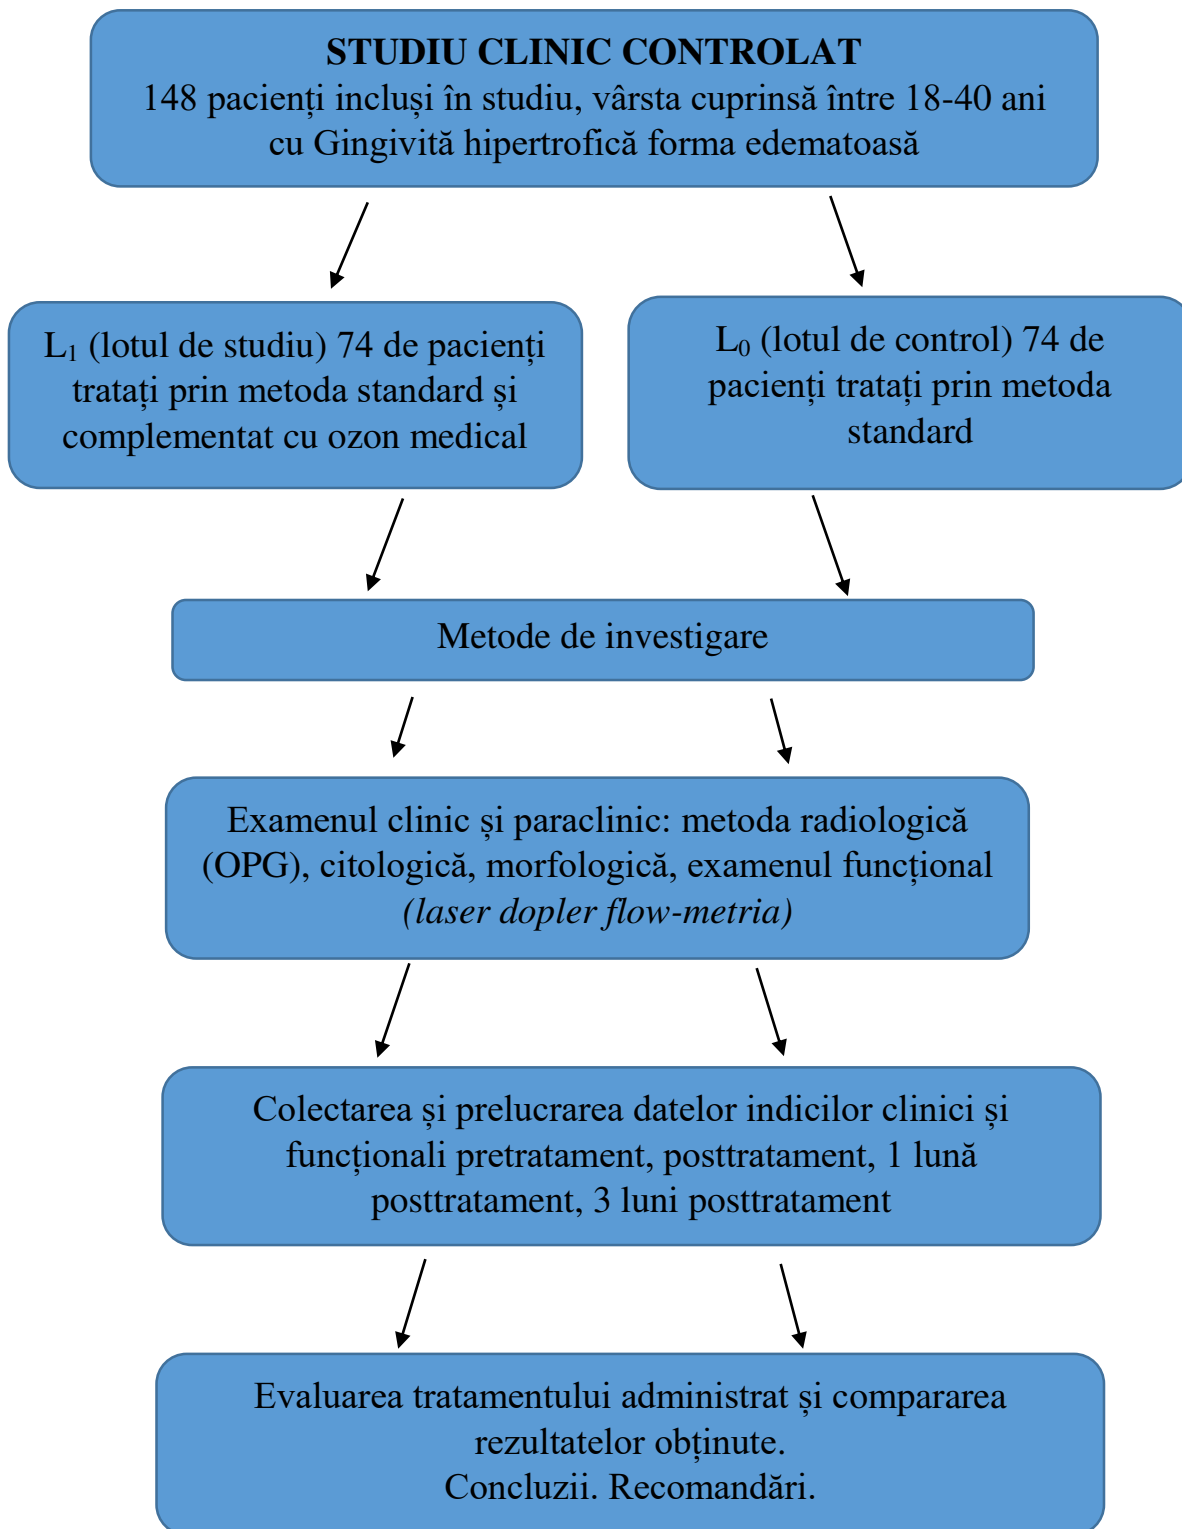 STUDIU CLINIC CONTROLAT
148 pacienți incluși în studiu, vârsta cuprinsă între 18-40 ani
cu Gingivită hipertrofică forma edematoasă
L₁ (lotul de studiu) 74 de pacienți
tratați prin metoda standard și
complementat cu ozon medical
L₀ (lotul de control) 74 de
pacienți tratați prin metoda
standard
Metode de investigare
Examenul clinic și paraclinic: metoda radiologică
(OPG), citologică, morfologică, examenul funcțional
(laser dopler flow-metria)
Colectarea și prelucrarea datelor indicilor clinici și
funcționali pretratament, posttratament, 1 lună
posttratament, 3 luni posttratament
Evaluarea tratamentului administrat și compararea
rezultatelor obținute.
Concluzii. Recomandări.